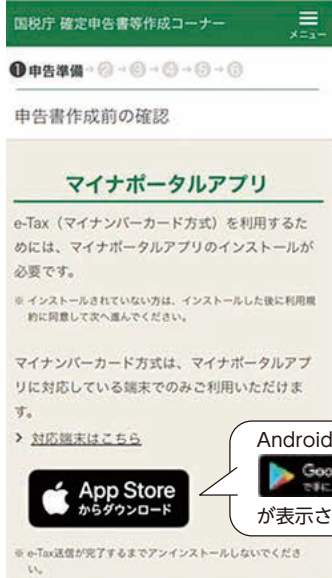 国税庁 確定申告書等作成コーナー
メニュー
❶申告準備→②→③→④→⑤→⑥
申告書作成前の確認
マイナポータルアプリ
e-Tax（マイナンバーカード方式）を利用するた
めには、マイナポータルアプリのインストールが
必要です。
※ インストールされていない方は、インストールした後に利用規
約に同意して次へ進んでください。
マイナンバーカード方式は、マイナポータルアプ
リに対応している端末でのみご利用いただけま
す。
> 対応端末はこちら
App Store
からダウンロード
Android
Goo
で手に
が表示さ
※ e-Tax送信が完了するまでアンインストールしないでくださ
い。